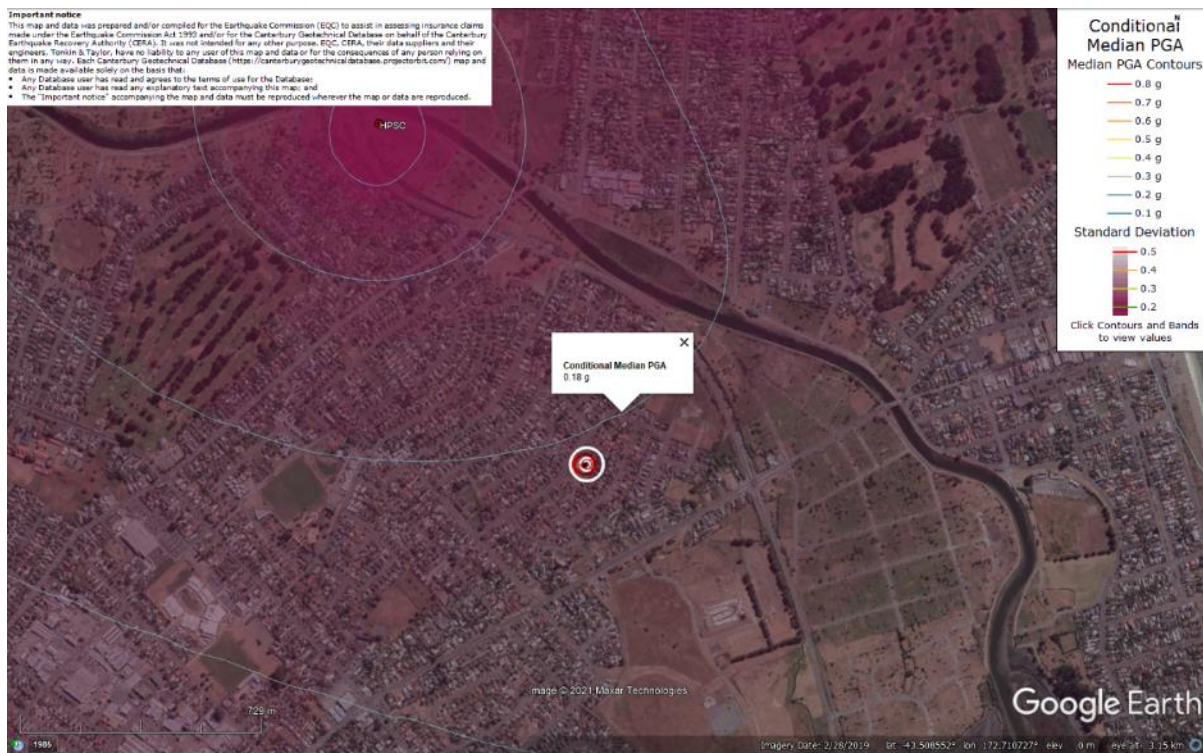 Important notice
This map and data was prepared and/or compiled for the Earthquake Commission (EQC) to assist in assessing insurance claims
made under the Earthquake Commission Act 1993 and/or for the Canterbury Geotechnical Database on behalf of the Canterbury
Earthquake Recovery Authority (CERA). It was not intended for any other purpose. EQC, CERA, their data suppliers and their
engineers, Tonkin & Taylor, have no liability to any user of this map and data or for the consequences of any person relying on
them in any way. Each Canterbury Geotechnical Database (https://canterburygeotechnicaldatabase.projectorbit.com/) map and
data is made available solely on the basis that:
• Any Database user has read and agrees to the terms of use for the Database;
• Any Database user has read any explanatory text accompanying this map; and
• The "Important notice" accompanying the map and data must be reproduced wherever the map or data are reproduced.
HPSC
N
Conditional
Median PGA
Median PGA Contours
0.8 g
0.7 g
0.6 g
0.5 g
0.4 g
0.3 g
0.2 g
0.1 g
Standard Deviation
0.5
0.4
0.3
0.2
Click Contours and Bands
to view values
Conditional Median PGA
0.18 g
mage © 2021 Maxar Technologies
729 m
Google Earth
1985
Imagery Date: 2/28/2019 lat -43.508552° lon 172.710727° elev 0 m eye alt 3.15 km